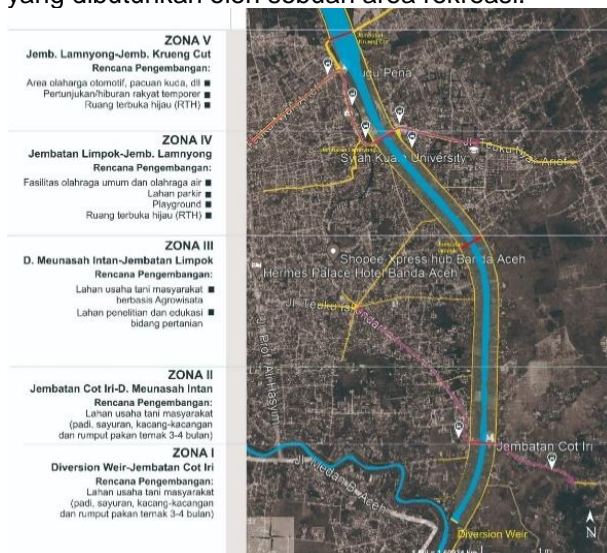 yang dibutuhkan oleh sebuah area rekreasi.
ZONA V
Jemb. Lamnyong-Jemb. Krueng Cut
Rencana Pengembangan:
Area olaharga otomotif, pacuan kuca, dll ■
Pertunjukan/hiburan rakyat temporer ■
Ruang terbuka hijau (RTH) ■
ZONA IV
Jembatan Limpok-Jemb. Lamnyong
Rencana Pengembangan:
Fasilitas olahraga umum dan olahraga air ■
Lahan parkir ■
Playground ■
Ruang terbuka hijau (RTH) ■
ZONA III
D. Meunasah Intan-Jembatan Limpok
Rencana Pengembangan:
Lahan usaha tani masyarakat ■
berbasis Agrowisata
Lahan penelitian dan edukasi ■
bidang pertanian
ZONA II
Jembatan Cot Iri-D. Meunasah Intan
Rencana Pengembangan:
Lahan usaha tani masyarakat
(padi, sayuran, kacang-kacangan
dan rumput pakan ternak 3-4 bulan)
ZONA I
Diversion Weir-Jembatan Cot Iri
Rencana Pengembangan:
Lahan usaha tani masyarakat
(padi, sayuran, kacang-kacangan
dan rumput pakan ternak 3-4 bulan)
Krueng Cut
Tugu Pena
Syiah Kuala University
Shopee Xpress hub Banda Aceh
Hermes Palace Hotel Banda Aceh
Jembatan Cot Iri
Diversion Weir
N